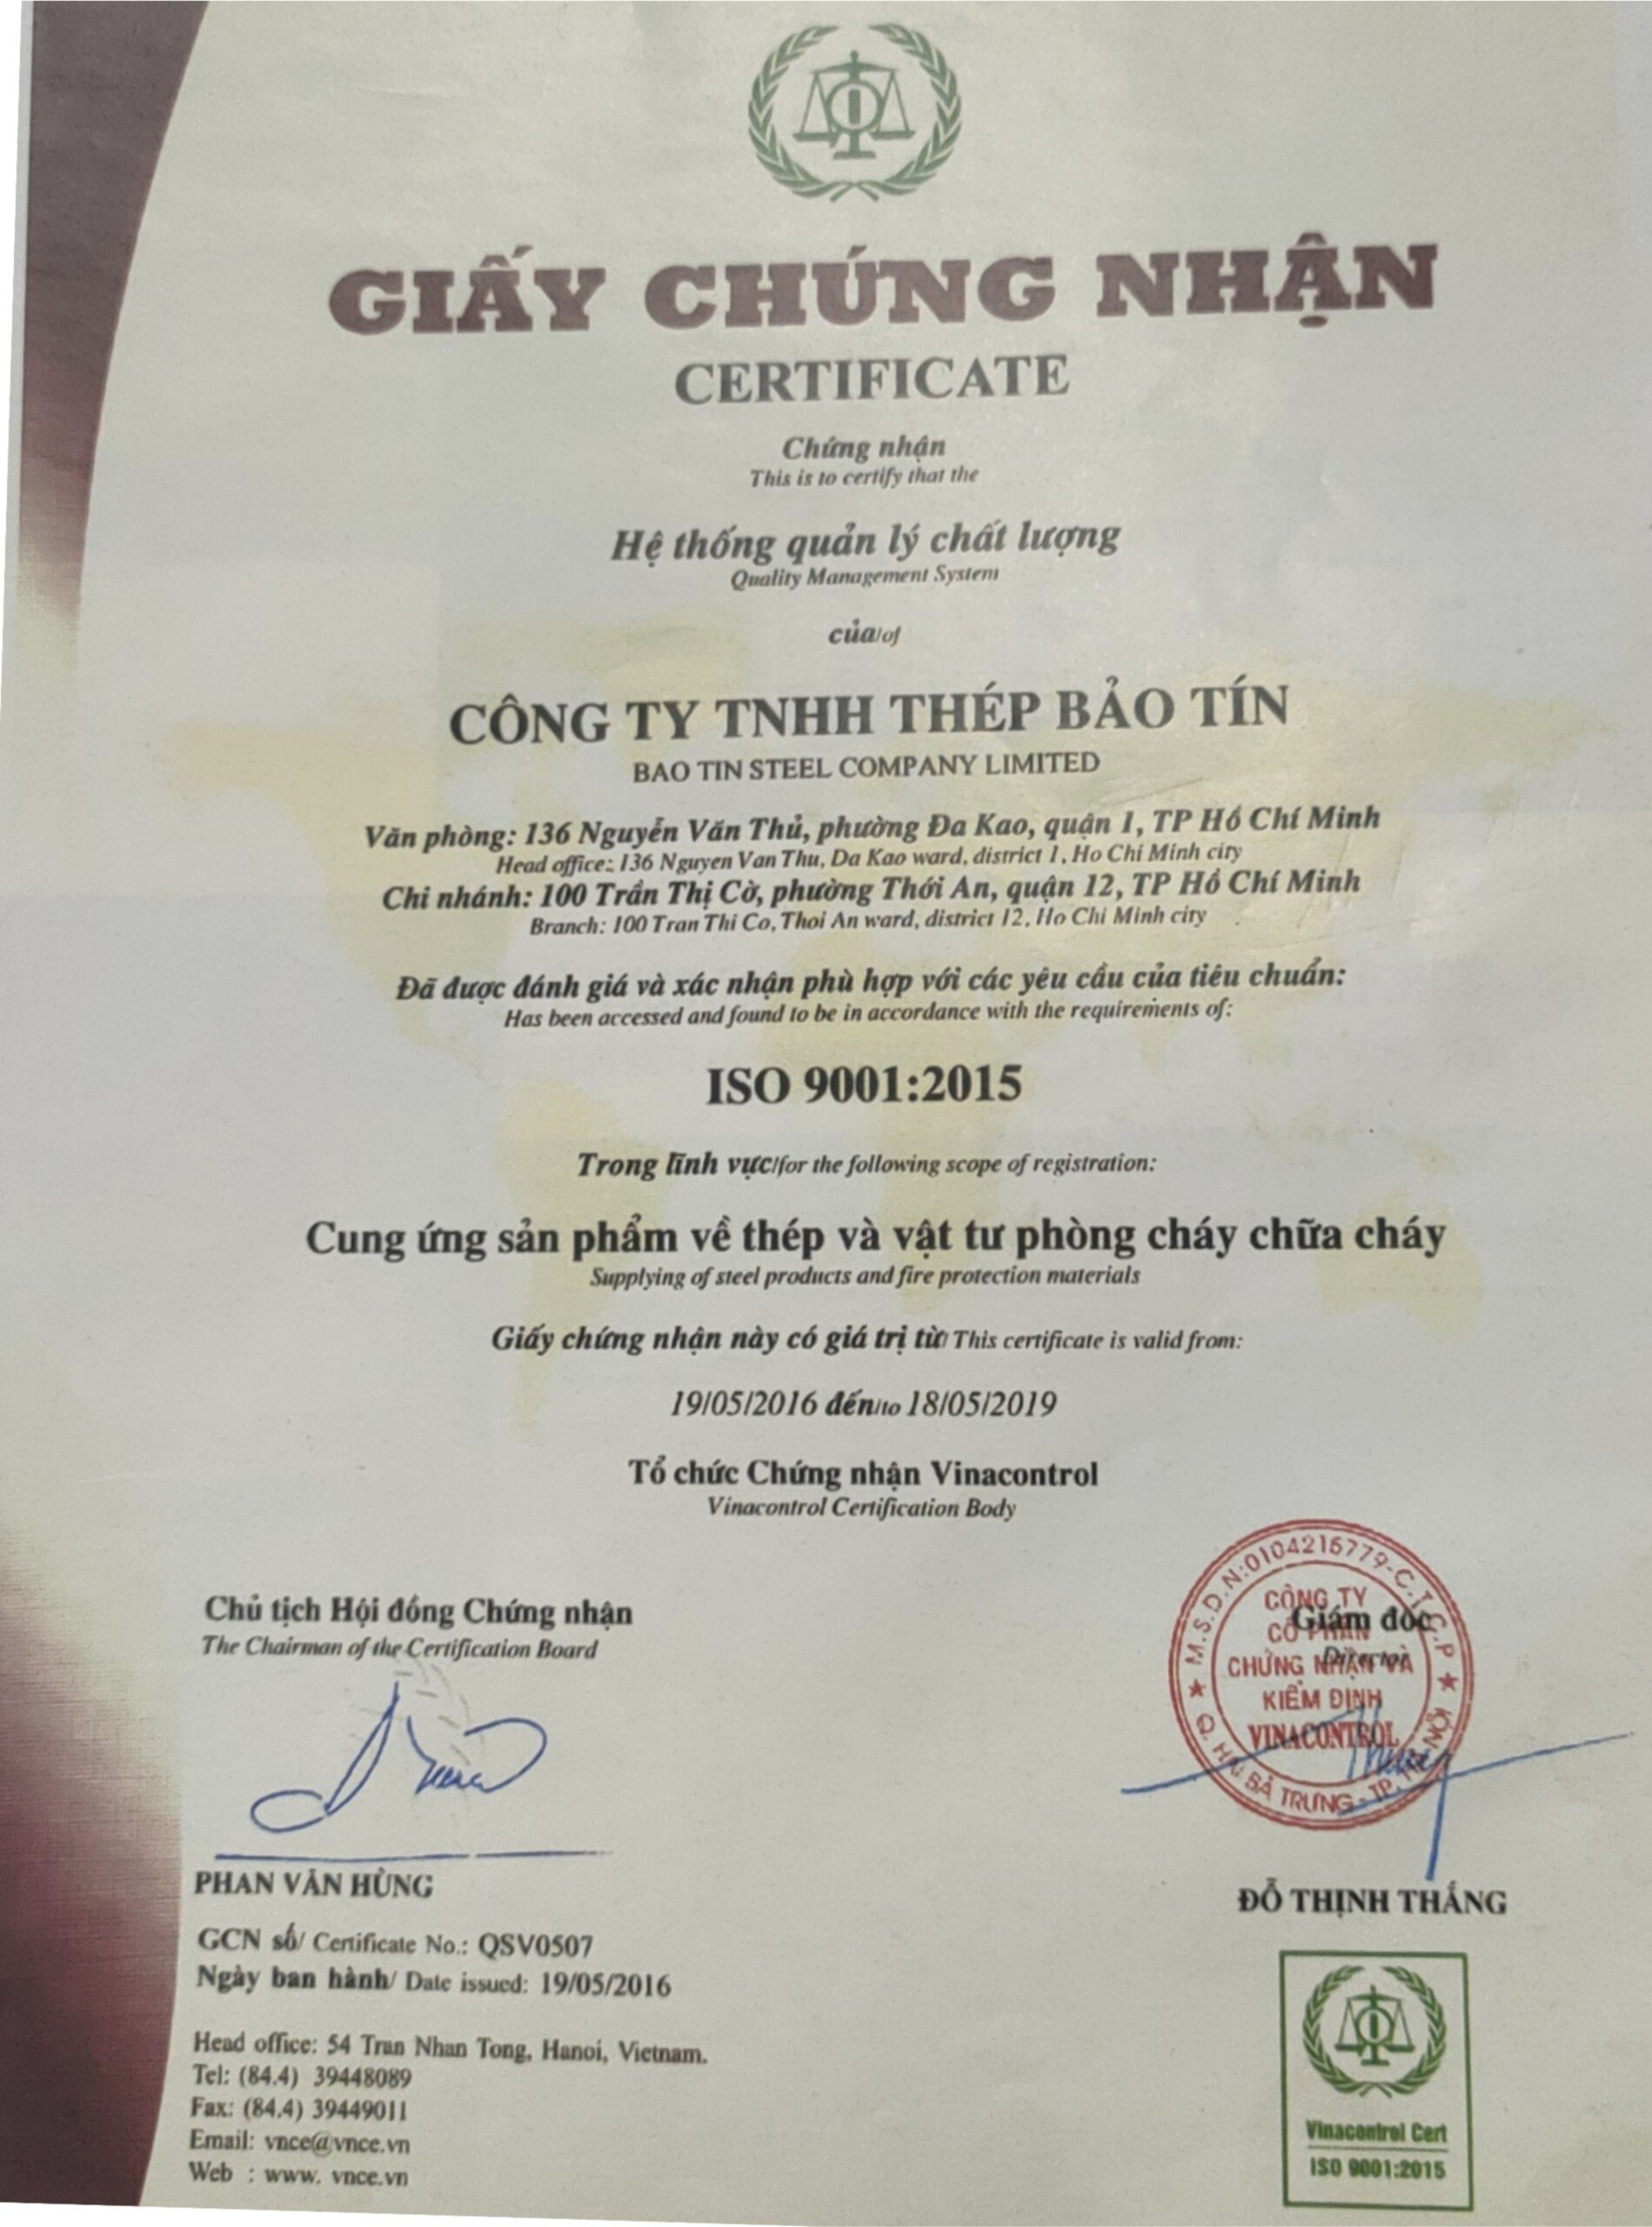 GIẤY CHỨNG NHẬN
CERTIFICATE
Chứng nhận
This is to certify that the
Hệ thống quản lý chất lượng
Quality Management System
của/of
CÔNG TY TNHH THÉP BẢO TÍN
BAO TIN STEEL COMPANY LIMITED
Văn phòng: 136 Nguyễn Văn Thủ, phường Đa Kao, quận 1, TP Hồ Chí Minh
Head office: 136 Nguyen Van Thu, Da Kao ward, district 1, Ho Chi Minh city
Chi nhánh: 100 Trần Thị Cờ, phường Thới An, quận 12, TP Hồ Chí Minh
Branch: 100 Tran Thi Co, Thoi An ward, district 12, Ho Chi Minh city
Đã được đánh giá và xác nhận phù hợp với các yêu cầu của tiêu chuẩn:
Has been accessed and found to be in accordance with the requirements of:
ISO 9001:2015
Trong lĩnh vực/for the following scope of registration:
Cung ứng sản phẩm về thép và vật tư phòng cháy chữa cháy
Supplying of steel products and fire protection materials
Giấy chứng nhận này có giá trị từ/ This certificate is valid from:
19/05/2016 đến/to 18/05/2019
Tổ chức Chứng nhận Vinacontrol
Vinacontrol Certification Body
Chủ tịch Hội đồng Chứng nhận
The Chairman of the Certification Board
PHAN VĂN HÙNG
Giám đốc
Director
M.S.D.N:0104216779-C.T.C.P
Q. HAI BÀ TRƯNG - TP. HÀ NỘI
CÔNG TY
CỔ PHẦN
CHỨNG NHẬN VÀ
KIỂM ĐỊNH
VINACONTROL
ĐỖ THỊNH THẮNG
GCN số/ Certificate No.: QSV0507
Ngày ban hành/ Date issued: 19/05/2016
Head office: 54 Tran Nhan Tong, Hanoi, Vietnam.
Tel: (84.4) 39448089
Fax: (84.4) 39449011
Email: vnce@vnce.vn
Web : www. vnce.vn
Vinacontrol Cert
ISO 9001:2015